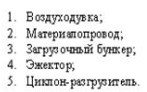 1. Воздуходувка;
2. Материалопровод;
3. Загрузочный бункер;
4. Эжектор;
5. Циклон-разгрузитель.